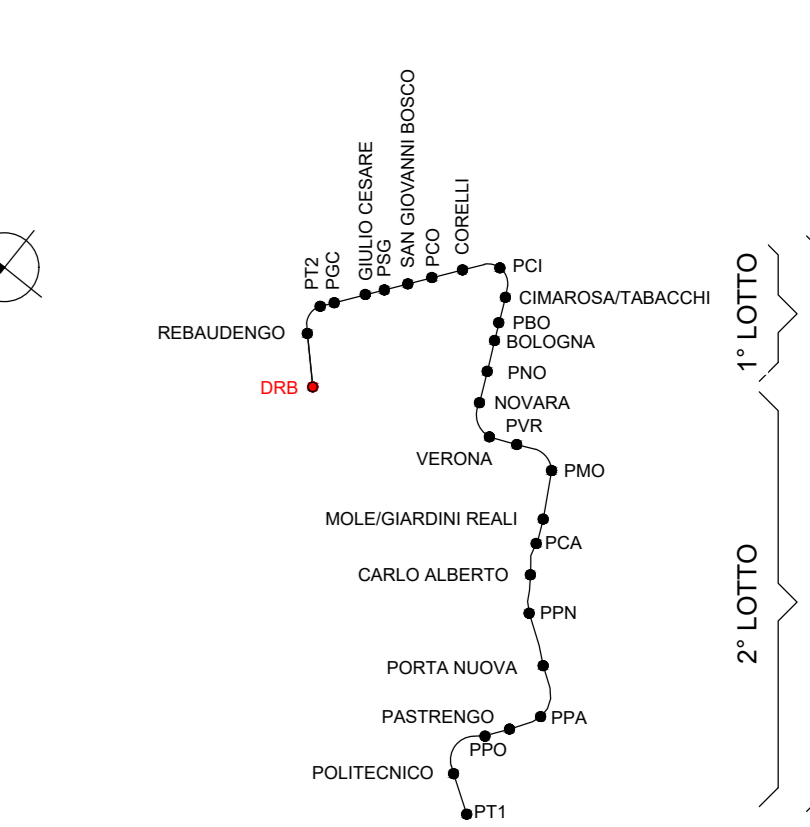 PT2
PGC
GIULIO CESARE
PSG
SAN GIOVANNI BOSCO
PCO
CORELLI
PCI
CIMAROSA/TABACCHI
REBAUDENGO
PBO
BOLOGNA
DRB
PNO
NOVARA
PVR
VERONA
PMO
MOLE/GIARDINI REALI
PCA
CARLO ALBERTO
PPN
PORTA NUOVA
PASTRENGO
PPA
PPO
POLITECNICO
PT1
1° LOTTO
2° LOTTO